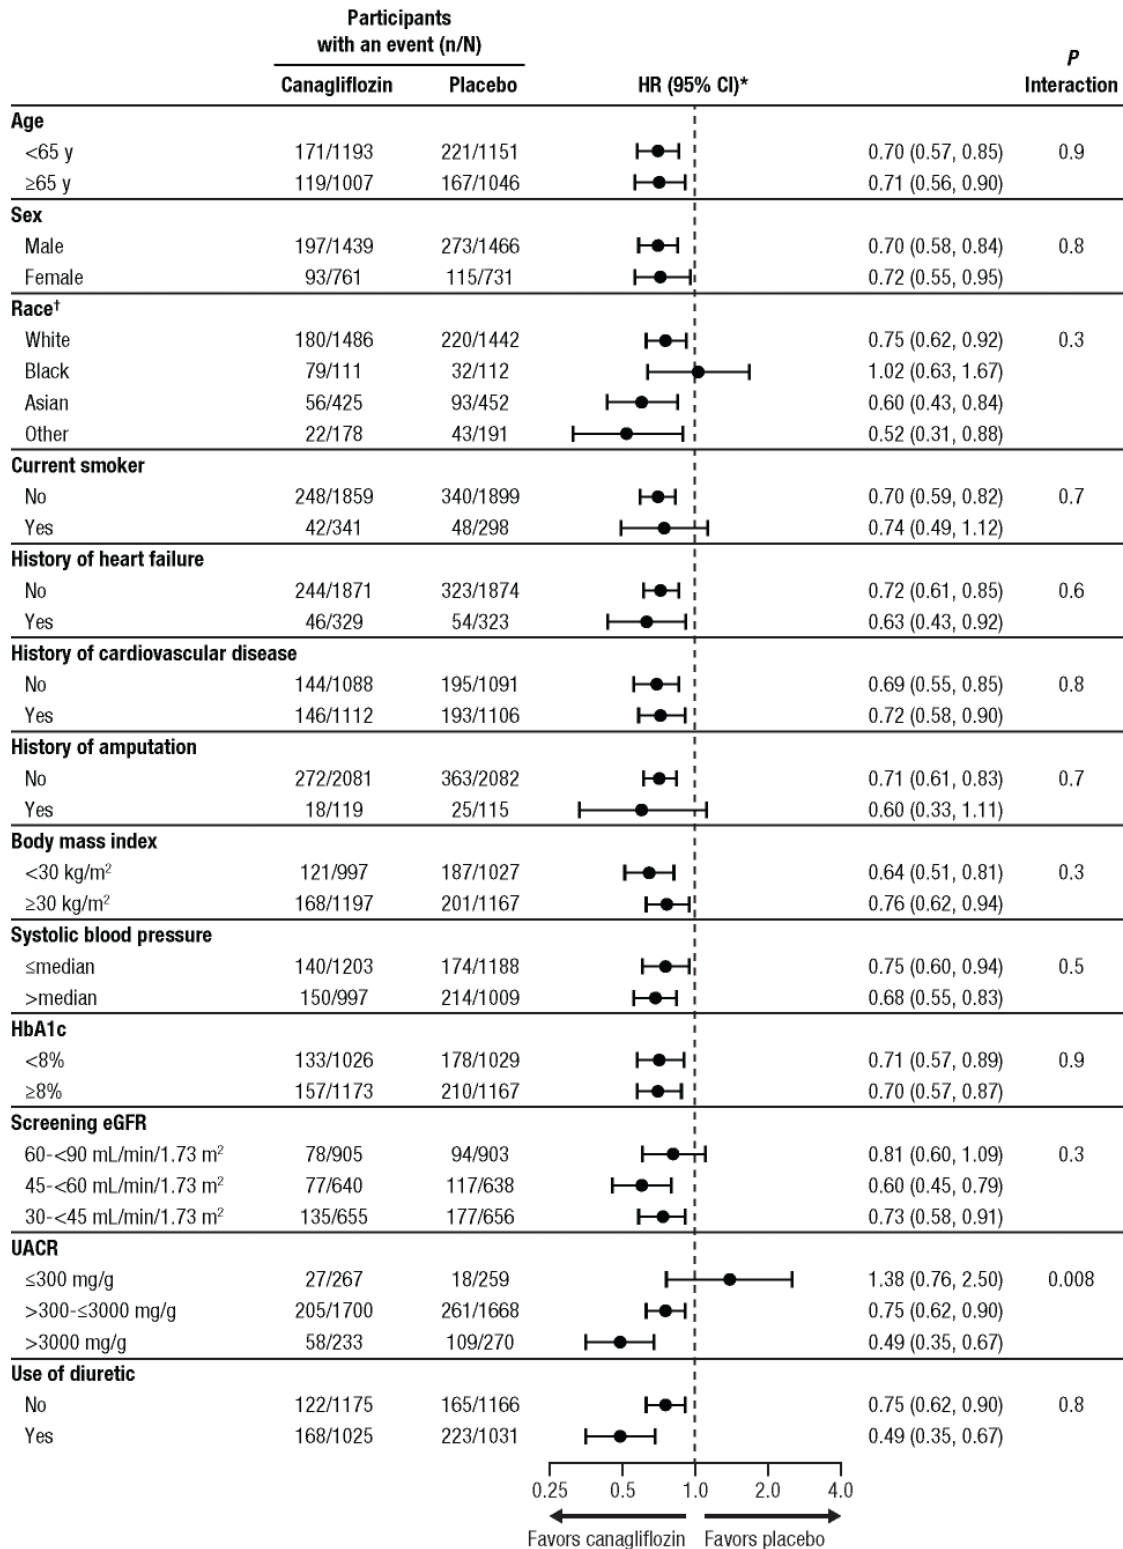 Participants
with an event (n/N)
P
Canagliflozin Placebo HR (95% CI)* Interaction
Age
<65 y 171/1193 221/1151 0.70 (0.57, 0.85) 0.9
≥65 y 119/1007 167/1046 0.71 (0.56, 0.90)
Sex
Male 197/1439 273/1466 0.70 (0.58, 0.84) 0.8
Female 93/761 115/731 0.72 (0.55, 0.95)
Race†
White 180/1486 220/1442 0.75 (0.62, 0.92) 0.3
Black 79/111 32/112 1.02 (0.63, 1.67)
Asian 56/425 93/452 0.60 (0.43, 0.84)
Other 22/178 43/191 0.52 (0.31, 0.88)
Current smoker
No 248/1859 340/1899 0.70 (0.59, 0.82) 0.7
Yes 42/341 48/298 0.74 (0.49, 1.12)
History of heart failure
No 244/1871 323/1874 0.72 (0.61, 0.85) 0.6
Yes 46/329 54/323 0.63 (0.43, 0.92)
History of cardiovascular disease
No 144/1088 195/1091 0.69 (0.55, 0.85) 0.8
Yes 146/1112 193/1106 0.72 (0.58, 0.90)
History of amputation
No 272/2081 363/2082 0.71 (0.61, 0.83) 0.7
Yes 18/119 25/115 0.60 (0.33, 1.11)
Body mass index
<30 kg/m² 121/997 187/1027 0.64 (0.51, 0.81) 0.3
≥30 kg/m² 168/1197 201/1167 0.76 (0.62, 0.94)
Systolic blood pressure
≤median 140/1203 174/1188 0.75 (0.60, 0.94) 0.5
>median 150/997 214/1009 0.68 (0.55, 0.83)
HbA1c
<8% 133/1026 178/1029 0.71 (0.57, 0.89) 0.9
≥8% 157/1173 210/1167 0.70 (0.57, 0.87)
Screening eGFR
60-<90 mL/min/1.73 m² 78/905 94/903 0.81 (0.60, 1.09) 0.3
45-<60 mL/min/1.73 m² 77/640 117/638 0.60 (0.45, 0.79)
30-<45 mL/min/1.73 m² 135/655 177/656 0.73 (0.58, 0.91)
UACR
≤300 mg/g 27/267 18/259 1.38 (0.76, 2.50) 0.008
>300-≤3000 mg/g 205/1700 261/1668 0.75 (0.62, 0.90)
>3000 mg/g 58/233 109/270 0.49 (0.35, 0.67)
Use of diuretic
No 122/1175 165/1166 0.75 (0.62, 0.90) 0.8
Yes 168/1025 223/1031 0.49 (0.35, 0.67)
0.25 0.5 1.0 2.0 4.0
Favors canagliflozin Favors placebo